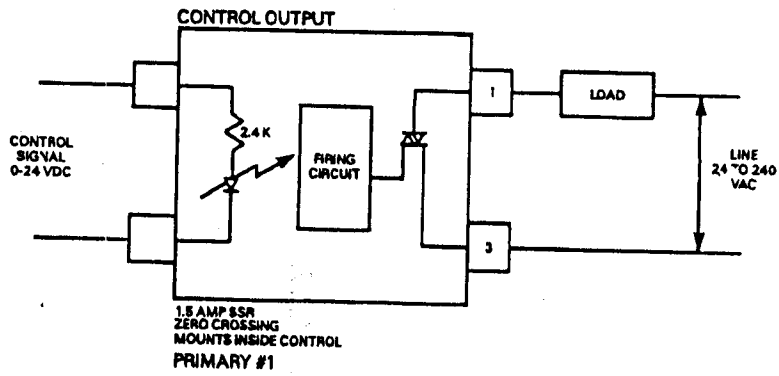 CONTROL OUTPUT
1
LOAD
2.4 K
CONTROL
SIGNAL
0-24 VDC
FIRING
CIRCUIT
LINE
24 TO 240
VAC
3
1.5 AMP SSR
ZERO CROSSING
MOUNTS INSIDE CONTROL
PRIMARY #1